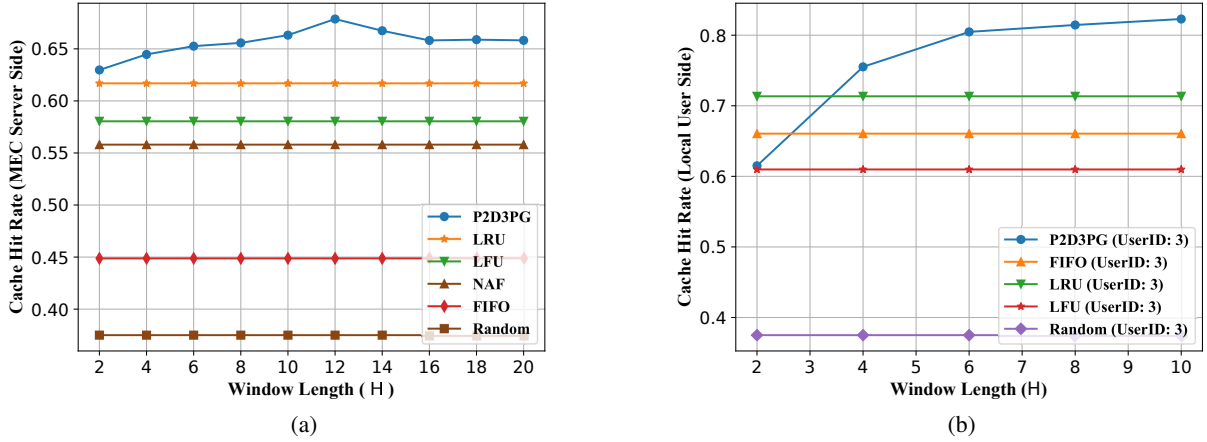 Cache Hit Rate (MEC Server Side)
0.65
0.60
0.55
0.50
0.45
0.40
P2D3PG
LRU
LFU
NAF
FIFO
Random
2 4 6 8 10 12 14 16 18 20
Window Length ( H )
(a)
Cache Hit Rate (Local User Side)
0.8
0.7
0.6
0.5
0.4
P2D3PG (UserID: 3)
FIFO (UserID: 3)
LRU (UserID: 3)
LFU (UserID: 3)
Random (UserID: 3)
2 3 4 5 6 7 8 9 10
Window Length (H)
(b)